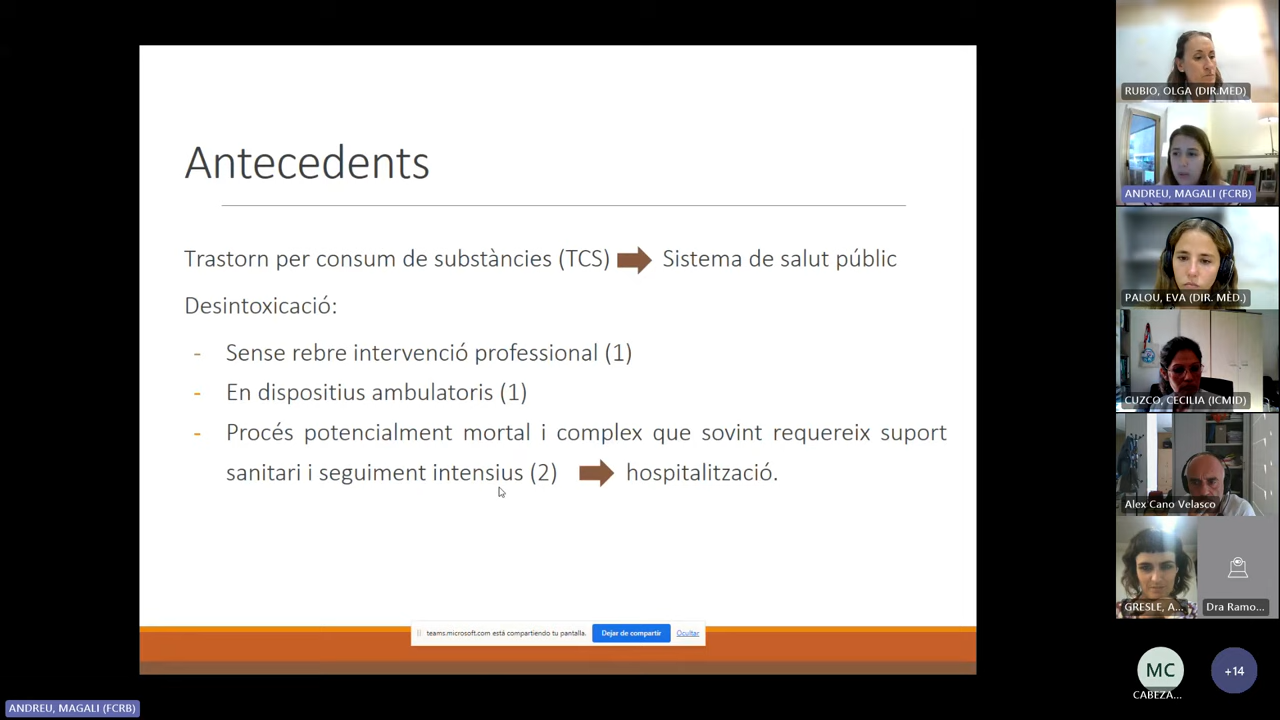 Antecedents
Trastorn per consum de substàncies (TCS) Sistema de salut públic
Desintoxicació:
- Sense rebre intervenció professional (1)
- En dispositius ambulatoris (1)
- Procés potencialment mortal i complex que sovint requereix suport
sanitari i seguiment intensius (2) hospitalització.
teams.microsoft.com está compartiendo tu pantalla. Dejar de compartir Ocultar
RUBIO, OLGA (DIR.MED)
ANDREU, MAGALI (FCRB)
PALOU, EVA (DIR. MÈD.)
CUZCO, CECILIA (ICMID)
Alex Cano Velasco
GRESLE, A... Dra Ramo...
MC +14
CABEZA...
ANDREU, MAGALI (FCRB)